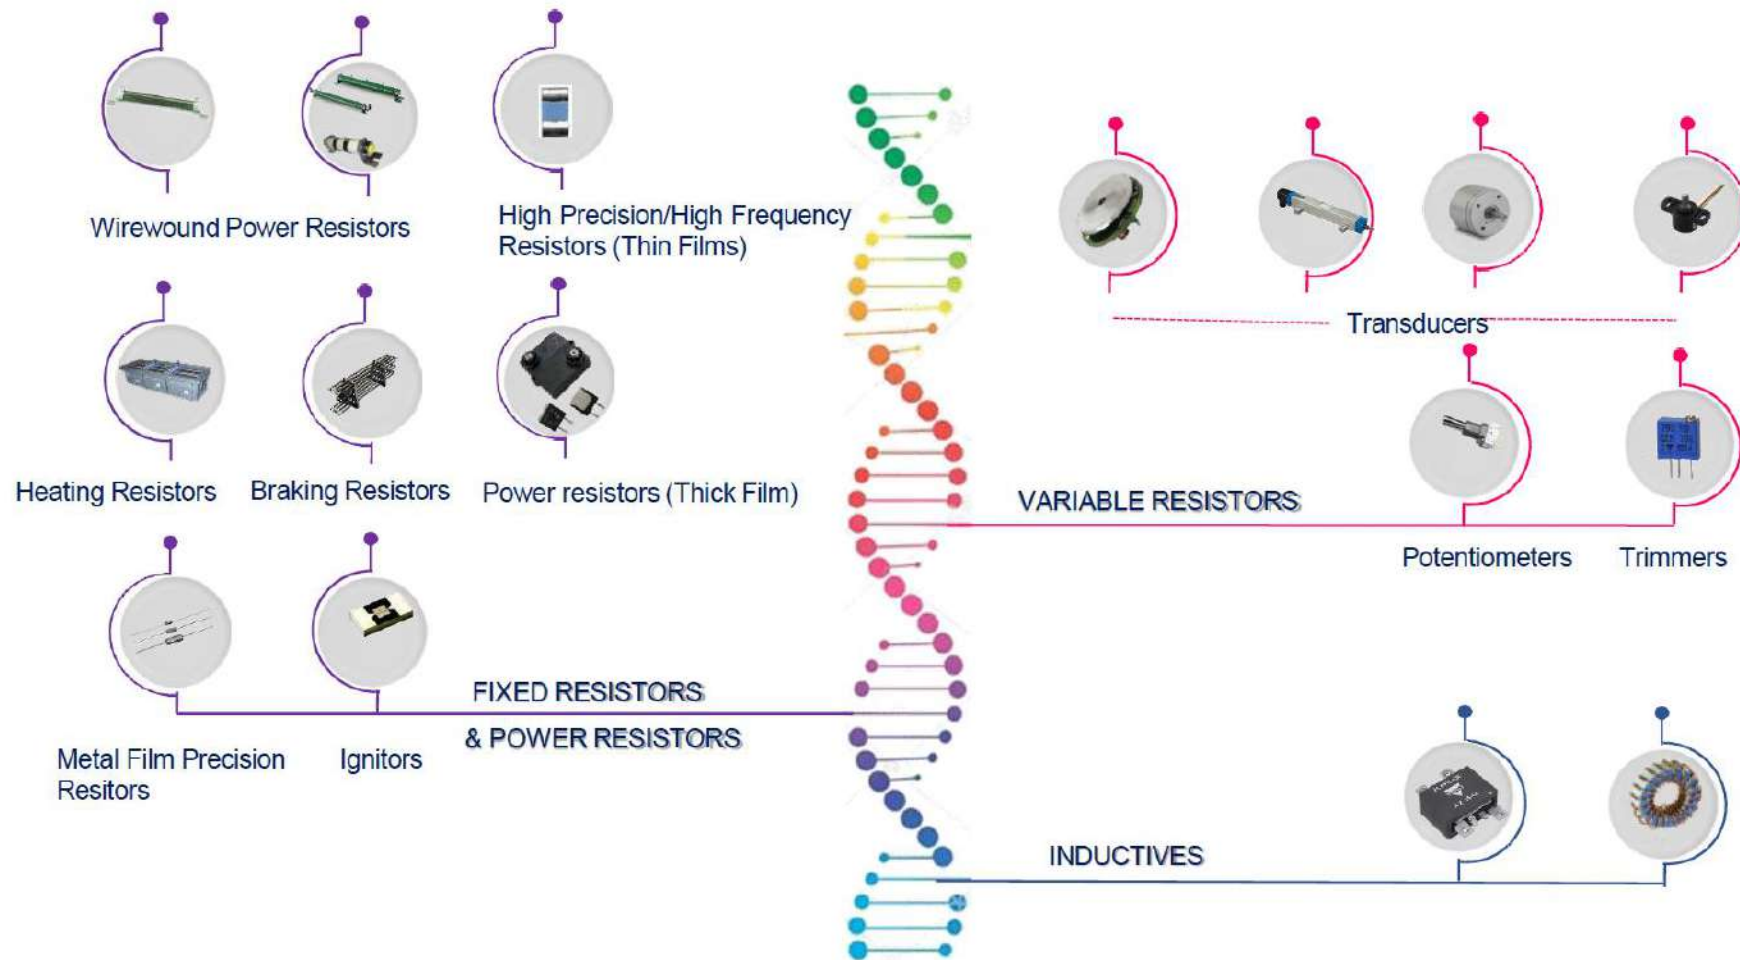 Wirewound Power Resistors
High Precision/High Frequency
Resistors (Thin Films)
Heating Resistors
Braking Resistors
Power resistors (Thick Film)
Metal Film Precision
Resitors
Ignitors
FIXED RESISTORS
& POWER RESISTORS
Transducers
VARIABLE RESISTORS
Potentiometers
Trimmers
INDUCTIVES